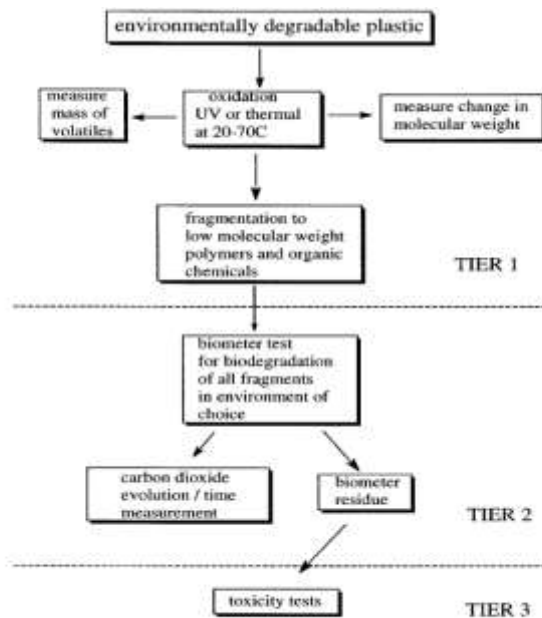 environmentally degradable plastic
measure
mass of
volatiles
oxidation
UV or thermal
at 20-70C
measure change in
molecular weight
fragmentation to
low molecular weight
polymers and organic
chemicals
TIER 1
biometer test
for biodegradation
of all fragments
in environment of
choice
carbon dioxide
evolution / time
measurement
biometer
residue
TIER 2
toxicity tests
TIER 3